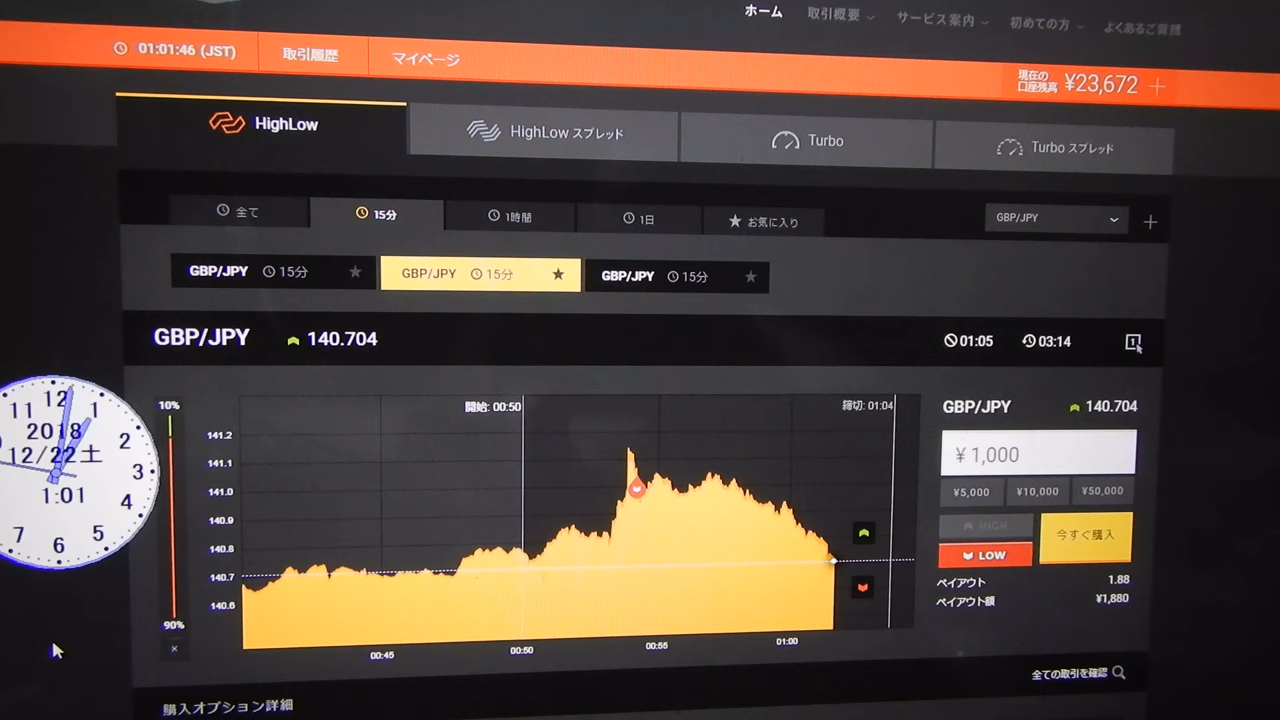 ホーム 取引概要 サービス案内 初めての方 よくあるご質問
01:01:46 (JST) 取引履歴 マイページ 現在の口座残高 ¥23,672
HighLow HighLow スプレッド Turbo Turbo スプレッド
全て 15分 1時間 1日 お気に入り GBP/JPY
GBP/JPY 15分 GBP/JPY 15分 GBP/JPY 15分
GBP/JPY 140.704 01:05 03:14 1
10% 開始: 00:50 締切: 01:04
141.2
141.1
141.0
140.9
140.8
140.7
140.6
90%
00:45 00:50 00:55 01:00
GBP/JPY 140.704
¥ 1,000
¥5,000 ¥10,000 ¥50,000
HIGH
LOW 今すぐ購入
ペイアウト 1.88
ペイアウト額 ¥1,880
全ての取引を確認
購入オプション詳細
11 12 1
2018 2
12/22土 3
1:01 4
7 6 5